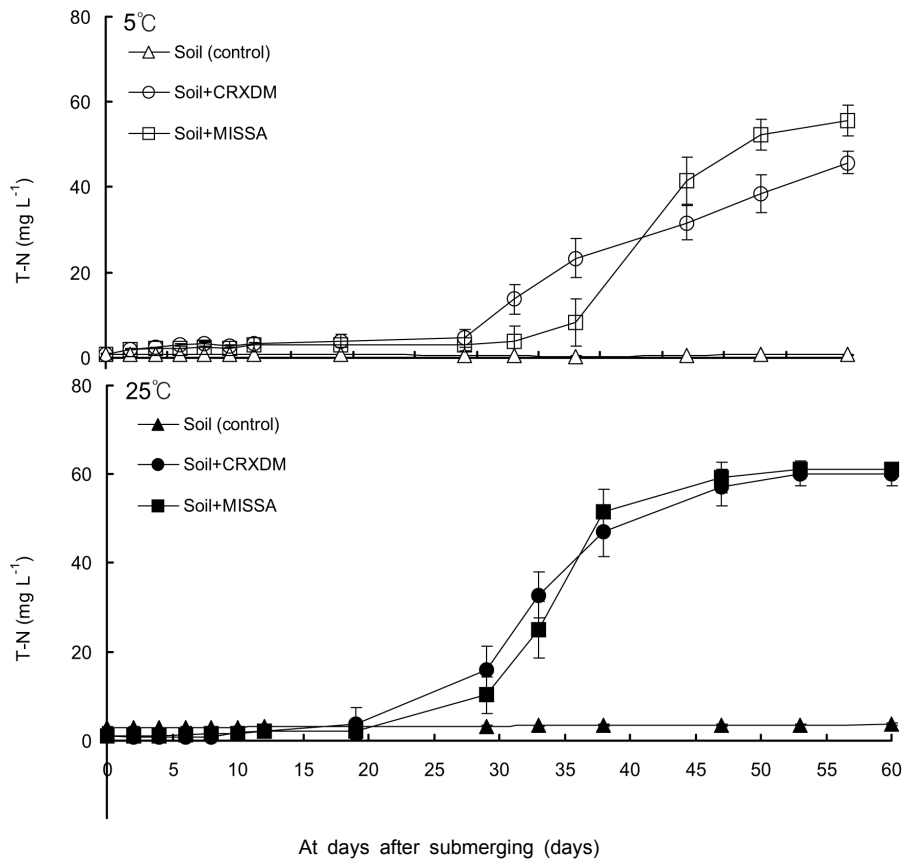 80
5℃
Soil (control)
Soil+CRXDM
60
Soil+MISSA
T-N (mg L⁻¹)
40
20
0
80
25℃
Soil (control)
Soil+CRXDM
60
Soil+MISSA
T-N (mg L⁻¹)
40
20
0
0 5 10 15 20 25 30 35 40 45 50 55 60
At days after submerging (days)